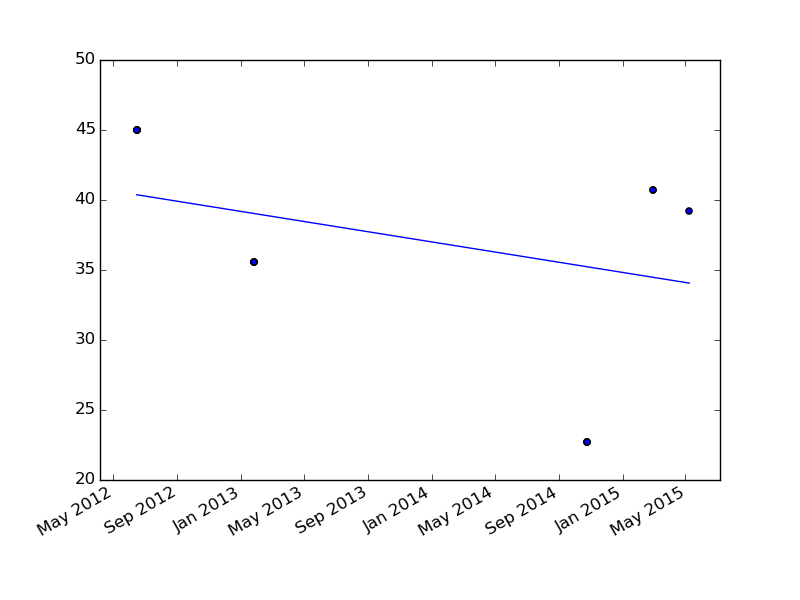 50
45
40
35
30
25
20
May 2012
Sep 2012
Jan 2013
May 2013
Sep 2013
Jan 2014
May 2014
Sep 2014
Jan 2015
May 2015